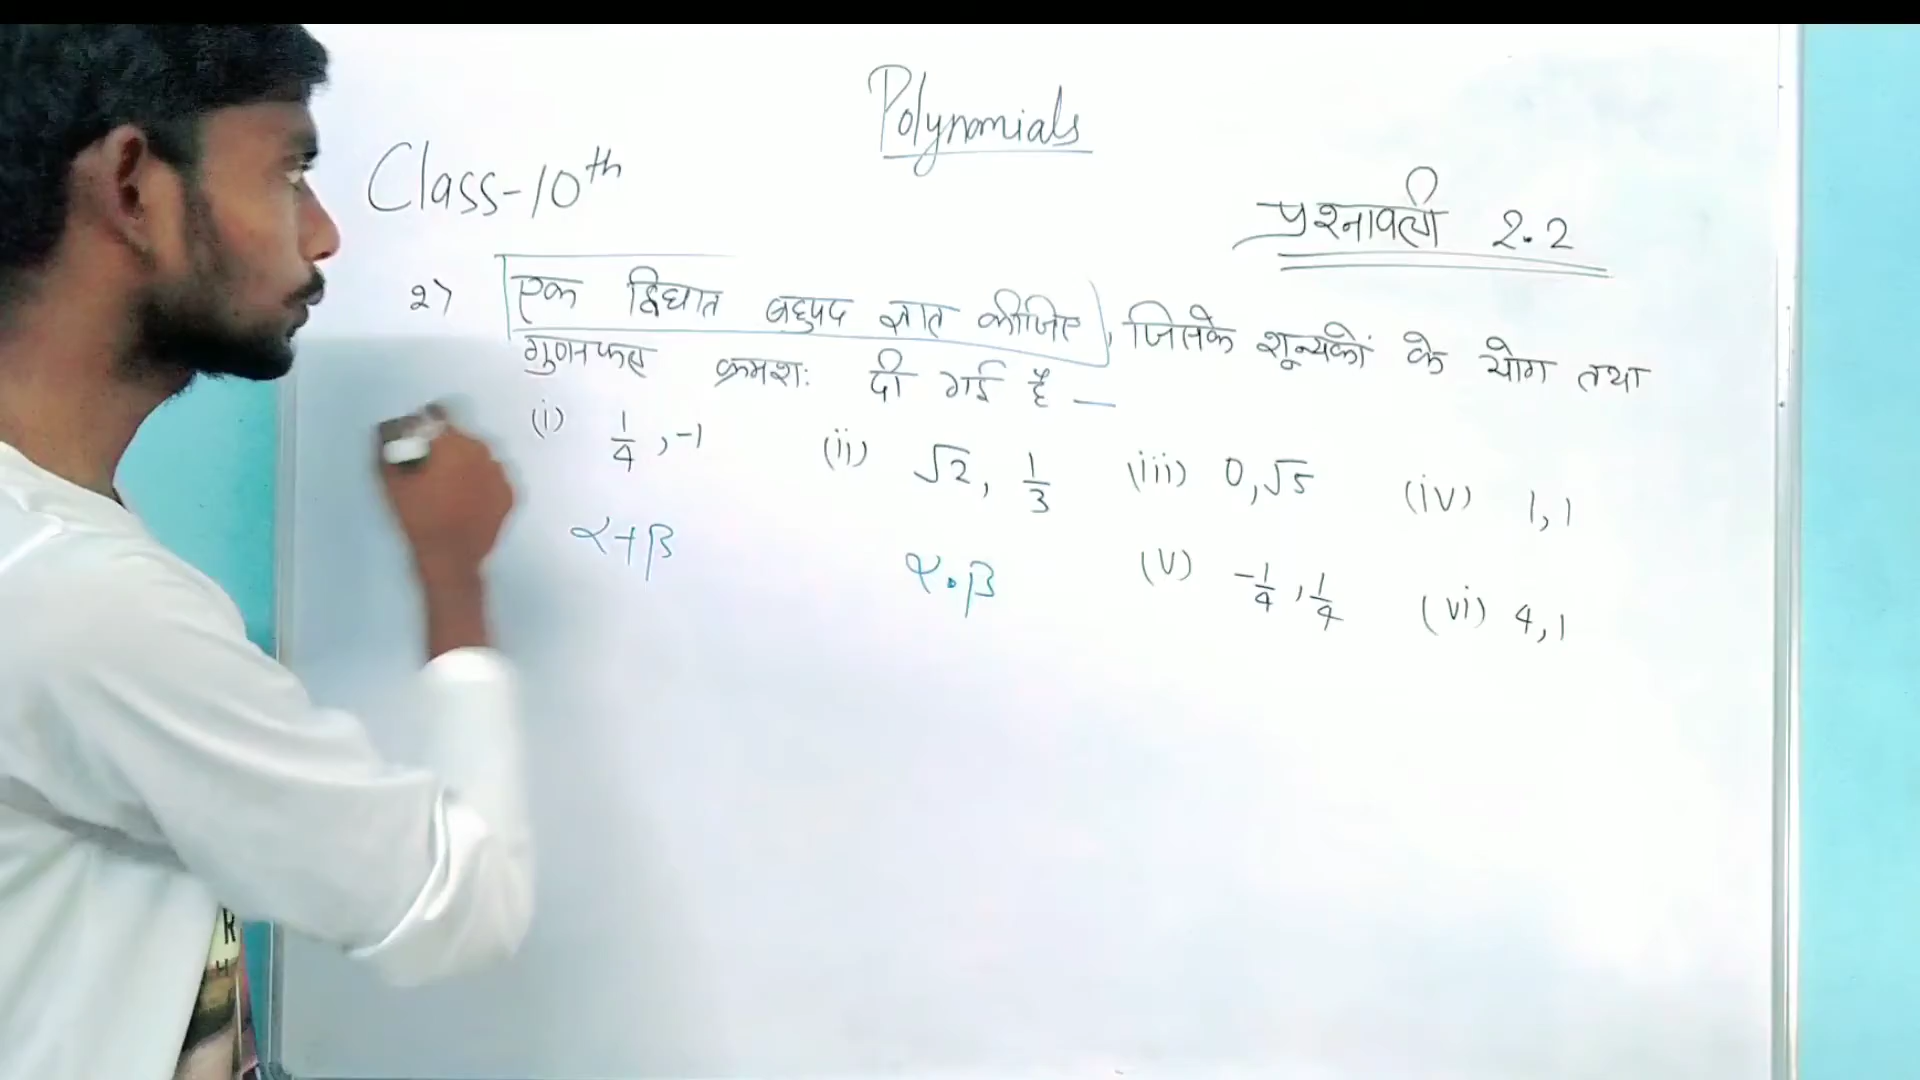 Polynomials
Class-10th
प्रश्नावली 2.2
2) एक द्विघात बहुपद ज्ञात कीजिए, जिसके शून्यकों के योग तथा
गुणनफल क्रमशः दी गई है —
(i) 1/4, -1 (ii) √2, 1/3 (iii) 0, √5 (iv) 1, 1
α+β α.β (v) -1/4, 1/4 (vi) 4, 1
R
H